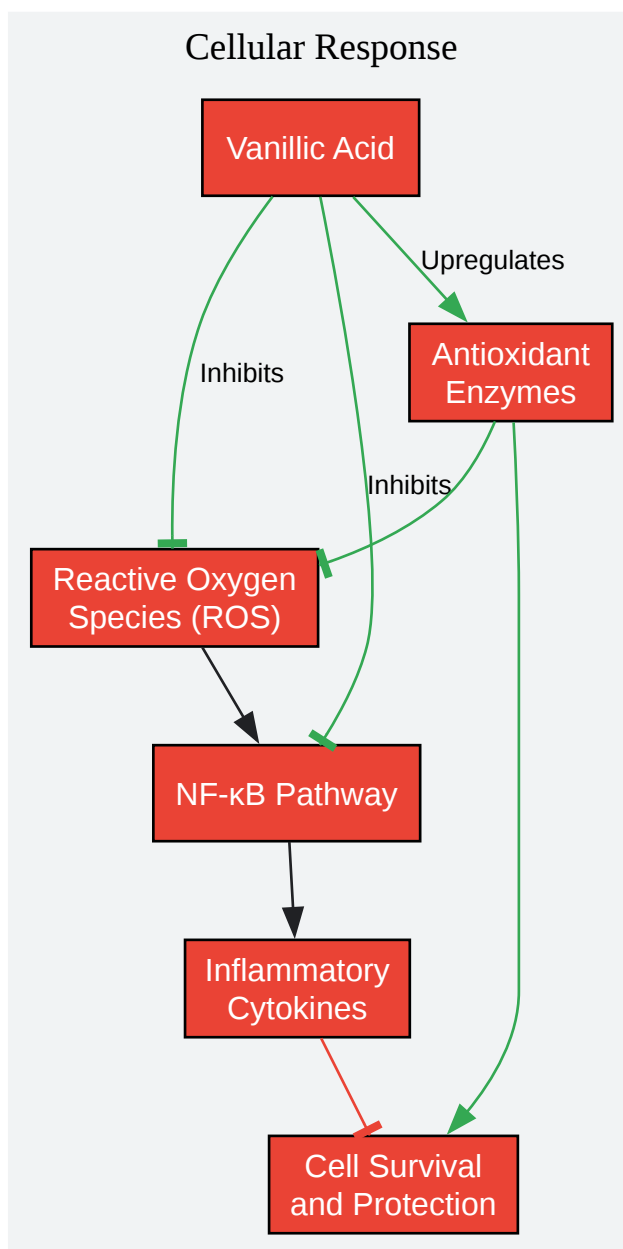 Cellular Response
Vanillic Acid
Upregulates
Antioxidant
Enzymes
Inhibits
Inhibits
Reactive Oxygen
Species (ROS)
NF-κB Pathway
Inflammatory
Cytokines
Cell Survival
and Protection